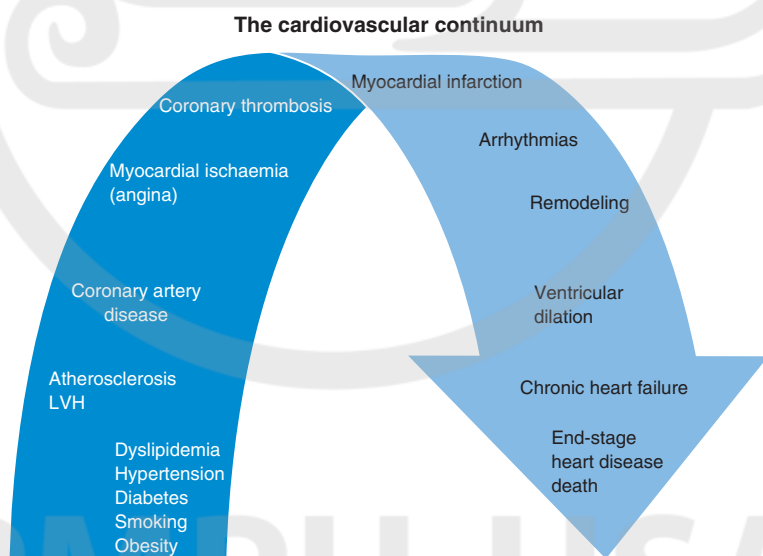 The cardiovascular continuum
Myocardial infarction
Coronary thrombosis
Arrhythmias
Myocardial ischaemia
(angina)
Remodeling
Coronary artery
disease
Ventricular
dilation
Atherosclerosis
LVH
Chronic heart failure
Dyslipidemia
Hypertension
Diabetes
Smoking
Obesity
End-stage
heart disease
death